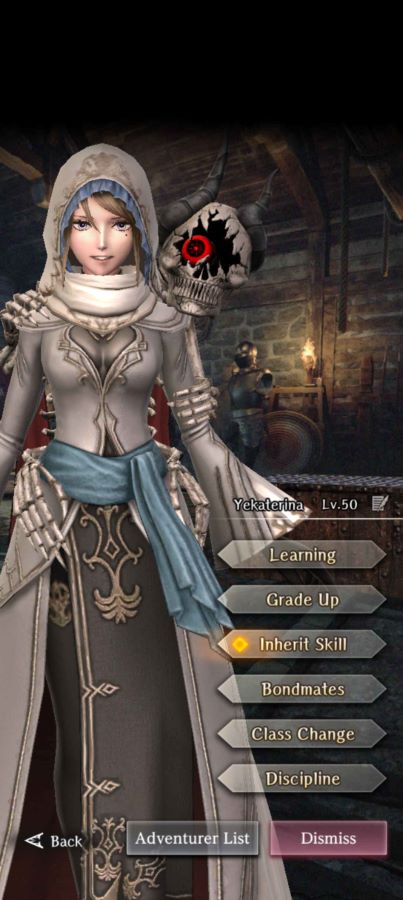 Yekaterina Lv.50
Learning
Grade Up
Inherit Skill
Bondmates
Class Change
Discipline
Back
Adventurer List
Dismiss